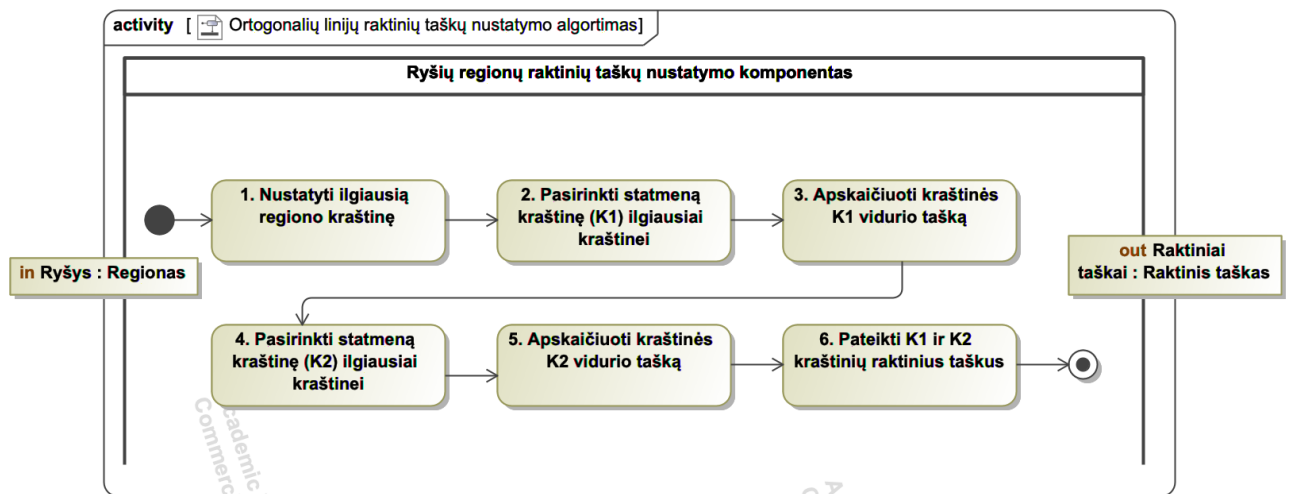 activity [ Ortogonalių linijų raktinių taškų nustatymo algortimas]
Ryšių regionų raktinių taškų nustatymo komponentas
1. Nustatyti ilgiausią
regiono kraštinę
2. Pasirinkti statmeną
kraštinę (K1) ilgiausiai
kraštinei
3. Apskaičiuoti kraštinės
K1 vidurio tašką
in Ryšys : Regionas
out Raktiniai
taškai : Raktinis taškas
4. Pasirinkti statmeną
kraštinę (K2) ilgiausiai
kraštinei
5. Apskaičiuoti kraštinės
K2 vidurio tašką
6. Pateikti K1 ir K2
kraštinių raktinius taškus